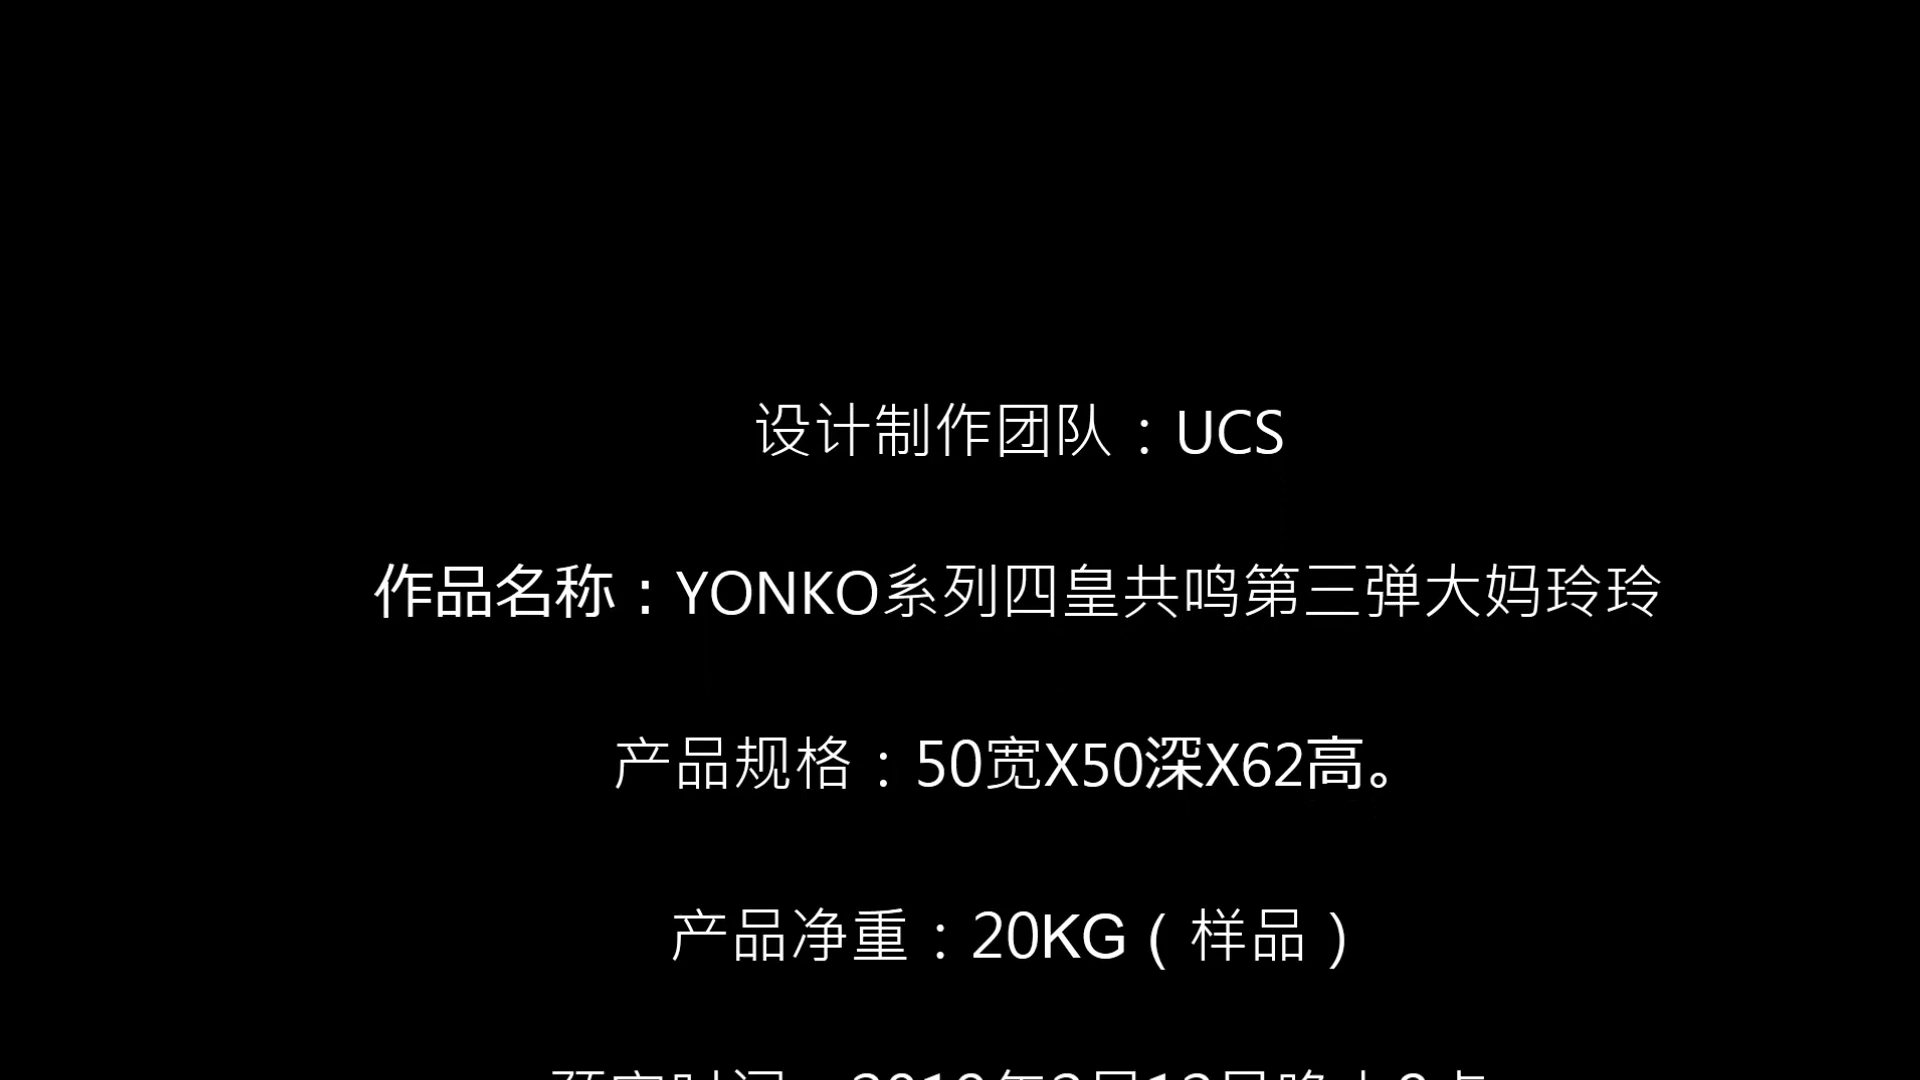 设计制作团队：UCS
作品名称：YONKO系列四皇共鸣第三弹大妈玲玲
产品规格：50宽X50深X62高。
产品净重：20KG（样品）